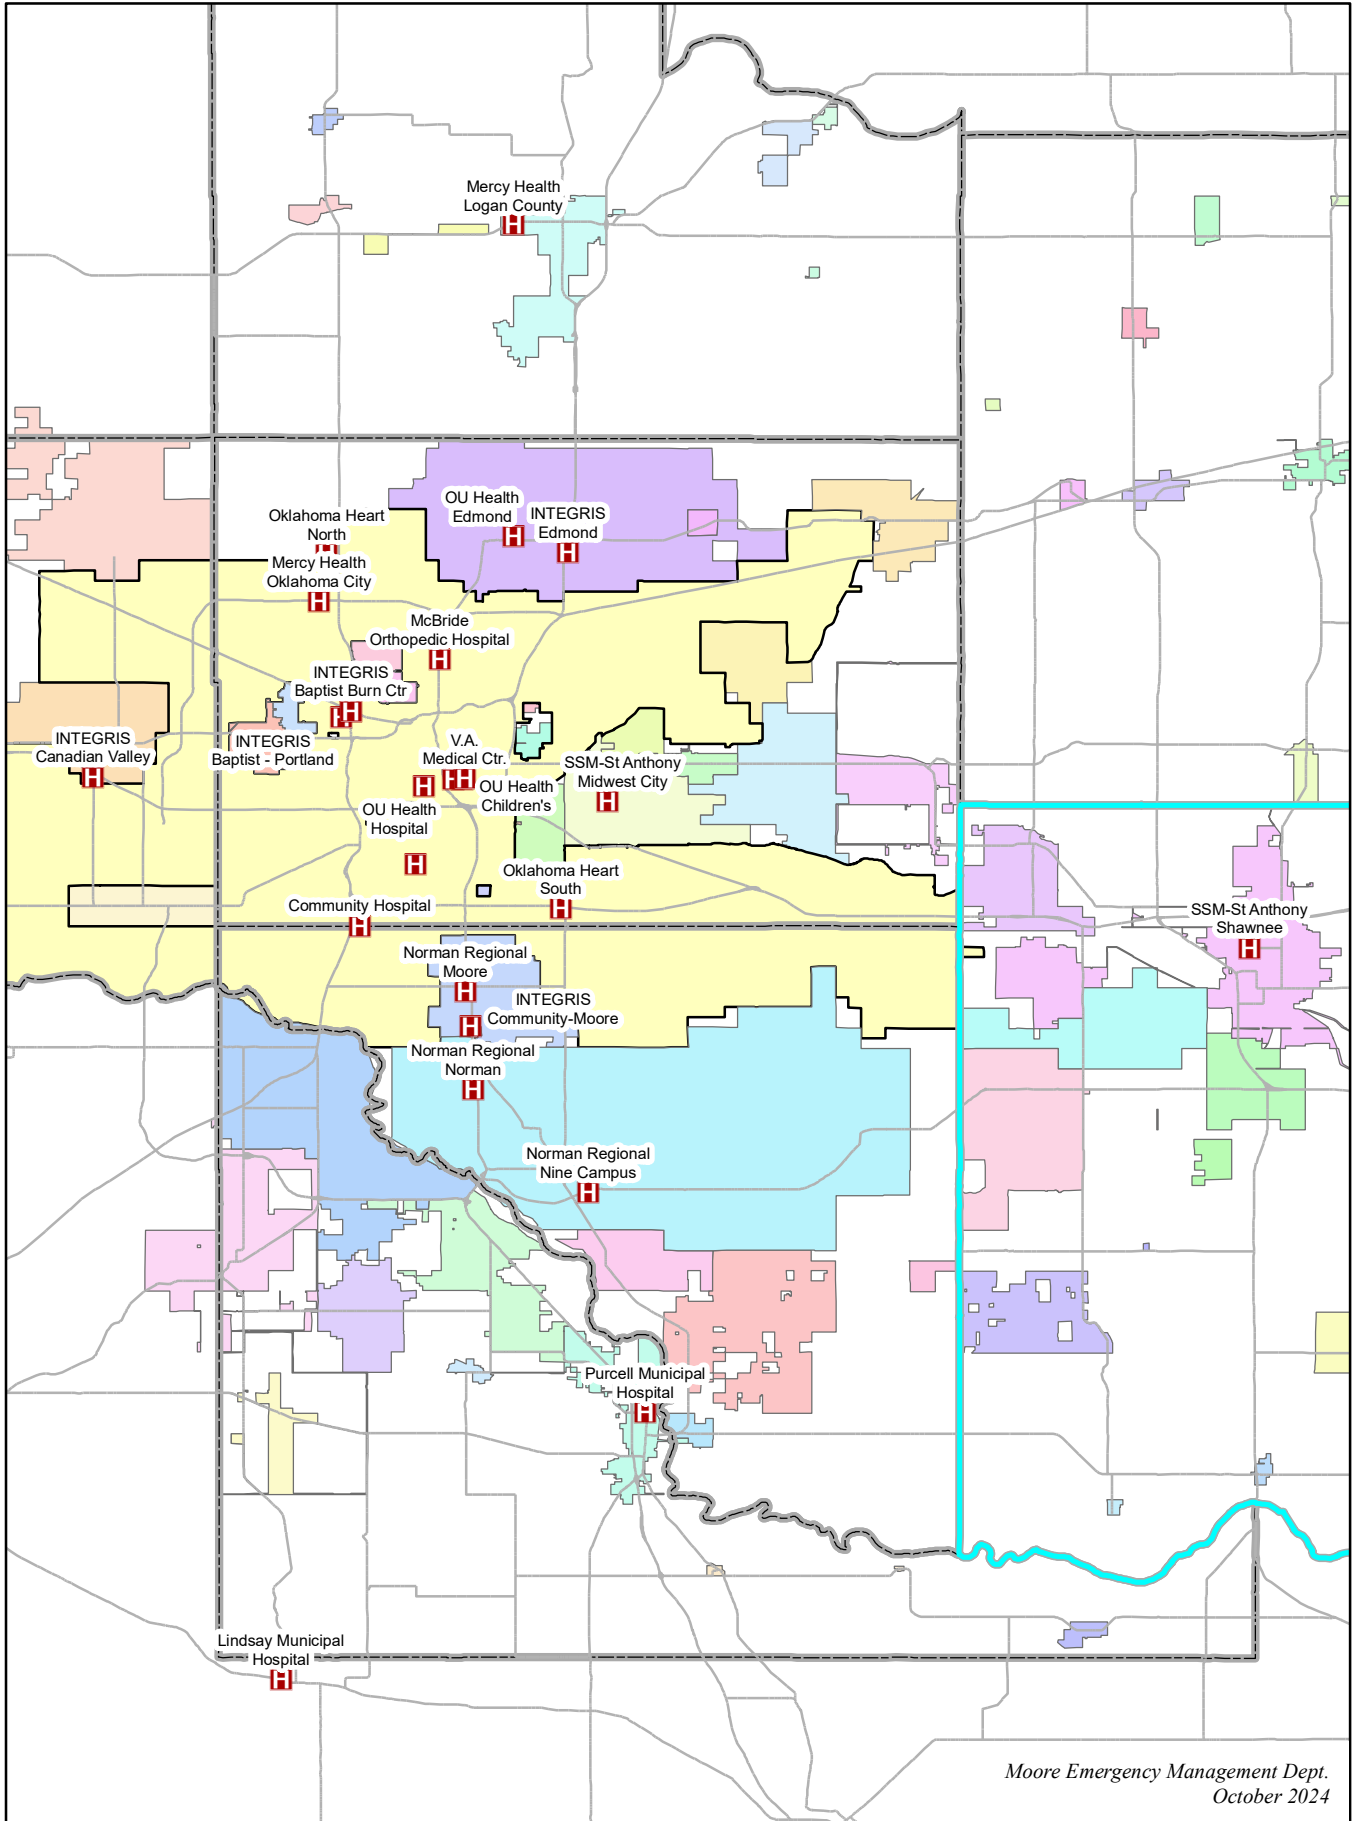 Mercy Health
Logan County
OU Health
Edmond
INTEGRIS
Edmond
Oklahoma Heart
North
Mercy Health
Oklahoma City
McBride
Orthopedic Hospital
INTEGRIS
Baptist Burn Ctr
INTEGRIS
Canadian Valley
INTEGRIS
Baptist - Portland
V.A.
Medical Ctr.
SSM-St Anthony
Midwest City
OU Health
Children's
OU Health
Hospital
Oklahoma Heart
South
Community Hospital
SSM-St Anthony
Shawnee
Norman Regional
Moore
INTEGRIS
Community-Moore
Norman Regional
Norman
Norman Regional
Nine Campus
Purcell Municipal
Hospital
Lindsay Municipal
Hospital
Moore Emergency Management Dept.
October 2024